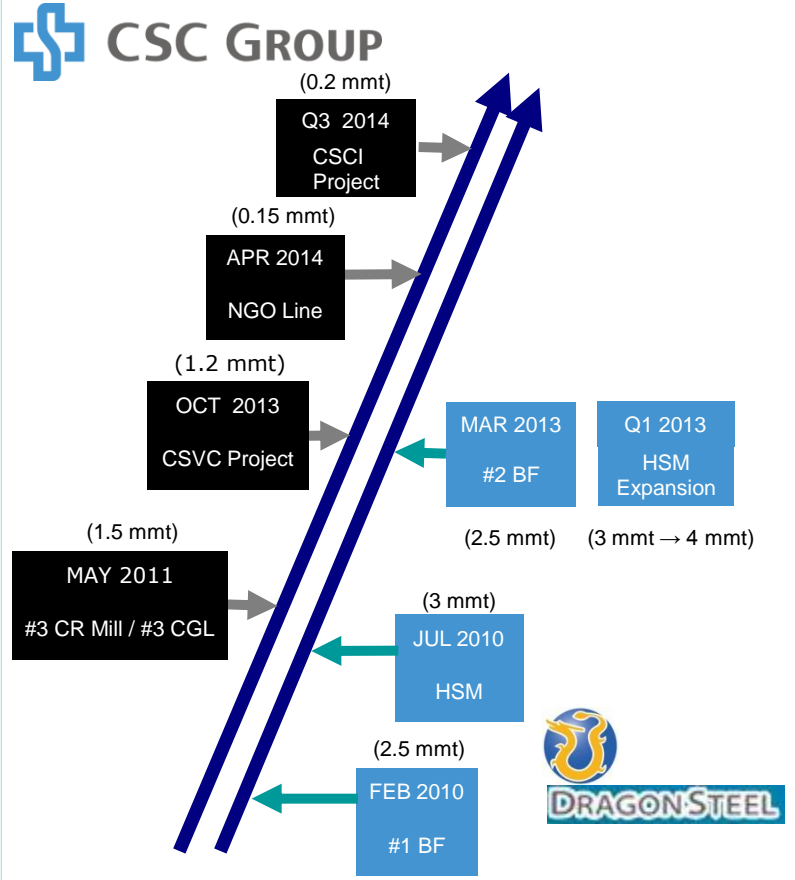 CSC GROUP
(0.2 mmt)
Q3 2014
CSCI
Project
(0.15 mmt)
APR 2014
NGO Line
(1.2 mmt)
OCT 2013
CSVC Project
MAR 2013
#2 BF
(2.5 mmt)
Q1 2013
HSM
Expansion
(3 mmt → 4 mmt)
(1.5 mmt)
MAY 2011
#3 CR Mill / #3 CGL
(3 mmt)
JUL 2010
HSM
(2.5 mmt)
FEB 2010
#1 BF
DRAGON STEEL